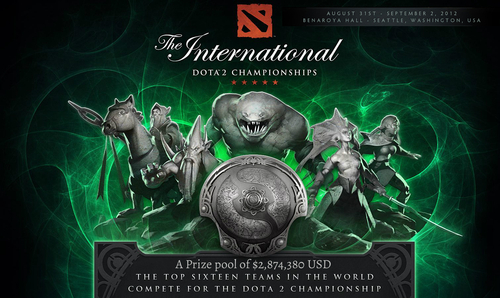 AUGUST 31ST - SEPTEMBER 2, 2012
BENAROYA HALL - SEATTLE, WASHINGTON, USA
The International
DOTA 2 CHAMPIONSHIPS
A Prize pool of $2,874,380 USD
THE TOP SIXTEEN TEAMS IN THE WORLD
COMPETE FOR THE DOTA 2 CHAMPIONSHIP